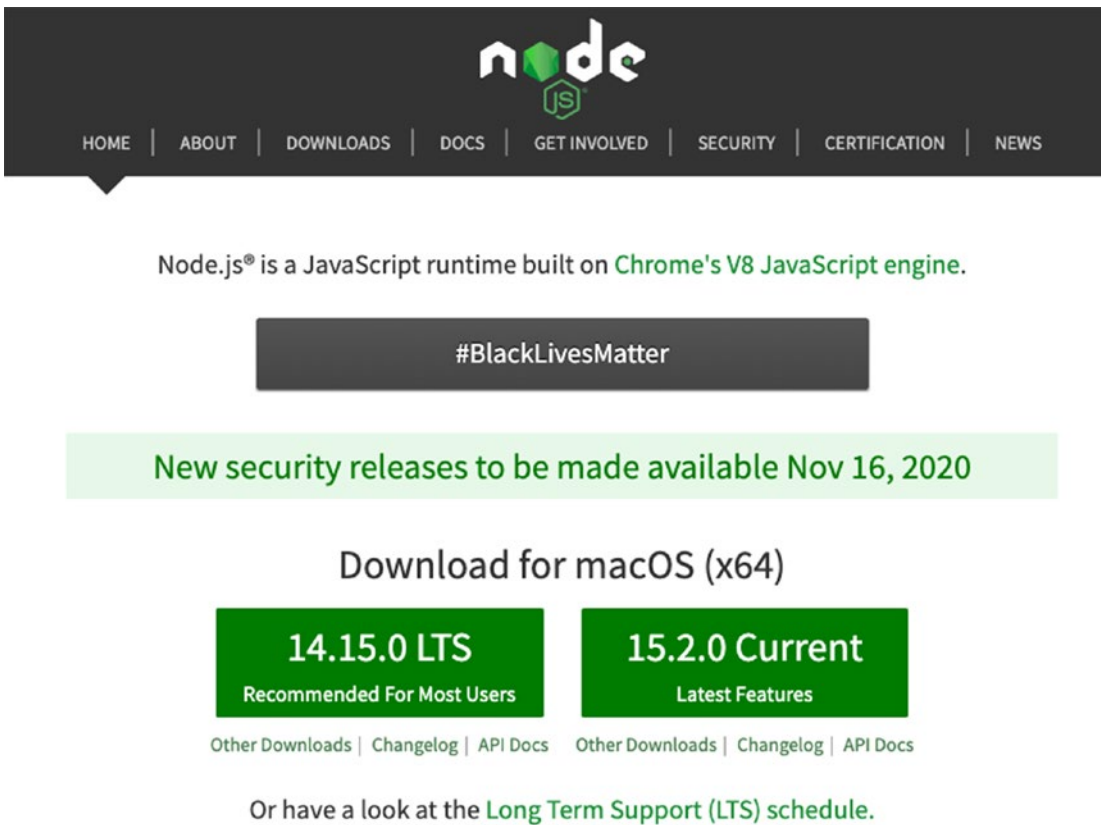 node
JS
HOME | ABOUT | DOWNLOADS | DOCS | GET INVOLVED | SECURITY | CERTIFICATION | NEWS
Node.js® is a JavaScript runtime built on Chrome's V8 JavaScript engine.
#BlackLivesMatter
New security releases to be made available Nov 16, 2020
Download for macOS (x64)
14.15.0 LTS
Recommended For Most Users
15.2.0 Current
Latest Features
Other Downloads | Changelog | API Docs
Other Downloads | Changelog | API Docs
Or have a look at the Long Term Support (LTS) schedule.